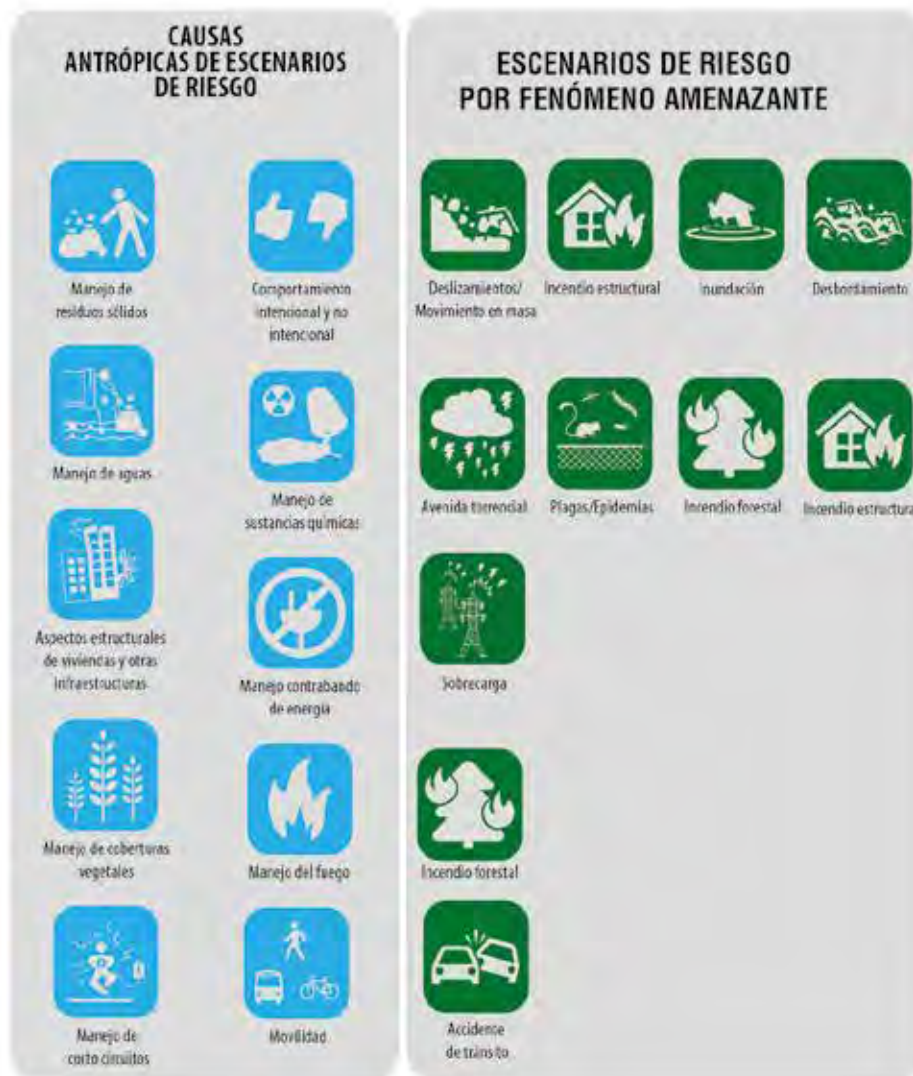 CAUSAS
ANTRÓPICAS DE ESCENARIOS
DE RIESGO
Manejo de
residuos sólidos
Comportamiento
intencional y no
intencional
Manejo de aguas
Manejo de
sustancias químicas
Aspectos estructurales
de viviendas y otras
infraestructuras
Manejo contrabando
de energía
Manejo de coberturas
vegetales
Manejo del fuego
Manejo de
corto circuitos
Movilidad
ESCENARIOS DE RIESGO
POR FENÓMENO AMENAZANTE
Deslizamientos/
Movimiento en masa
Incendio estructural
Inundación
Desbordamiento
Avenida torrencial
Plagas/Epidemias
Incendio forestal
Incendio estructura
Sobrecarga
Incendio forestal
Accidente
de tránsito